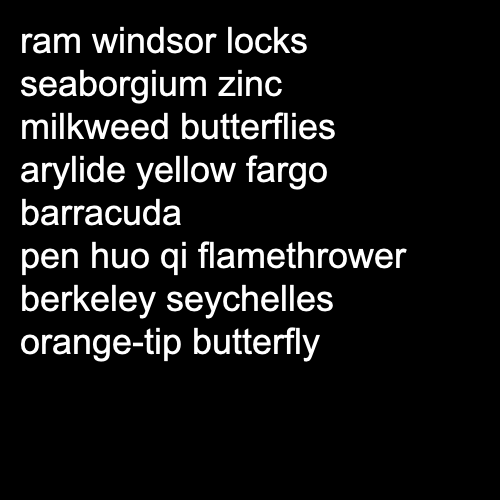 ram windsor locks
seaborgium zinc
milkweed butterflies
arylide yellow fargo
barracuda
pen huo qi flamethrower
berkeley seychelles
orange-tip butterfly